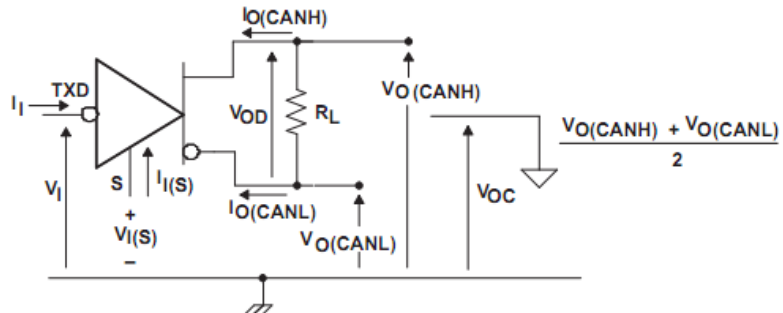 I_O(CANH)
TXD
I_I
V_OD
R_L
V_O(CANH)
V_O(CANH) + V_O(CANL)
2
V_I
S
I_I(S)
+
V_I(S)
–
I_O(CANL)
V_O(CANL)
V_OC